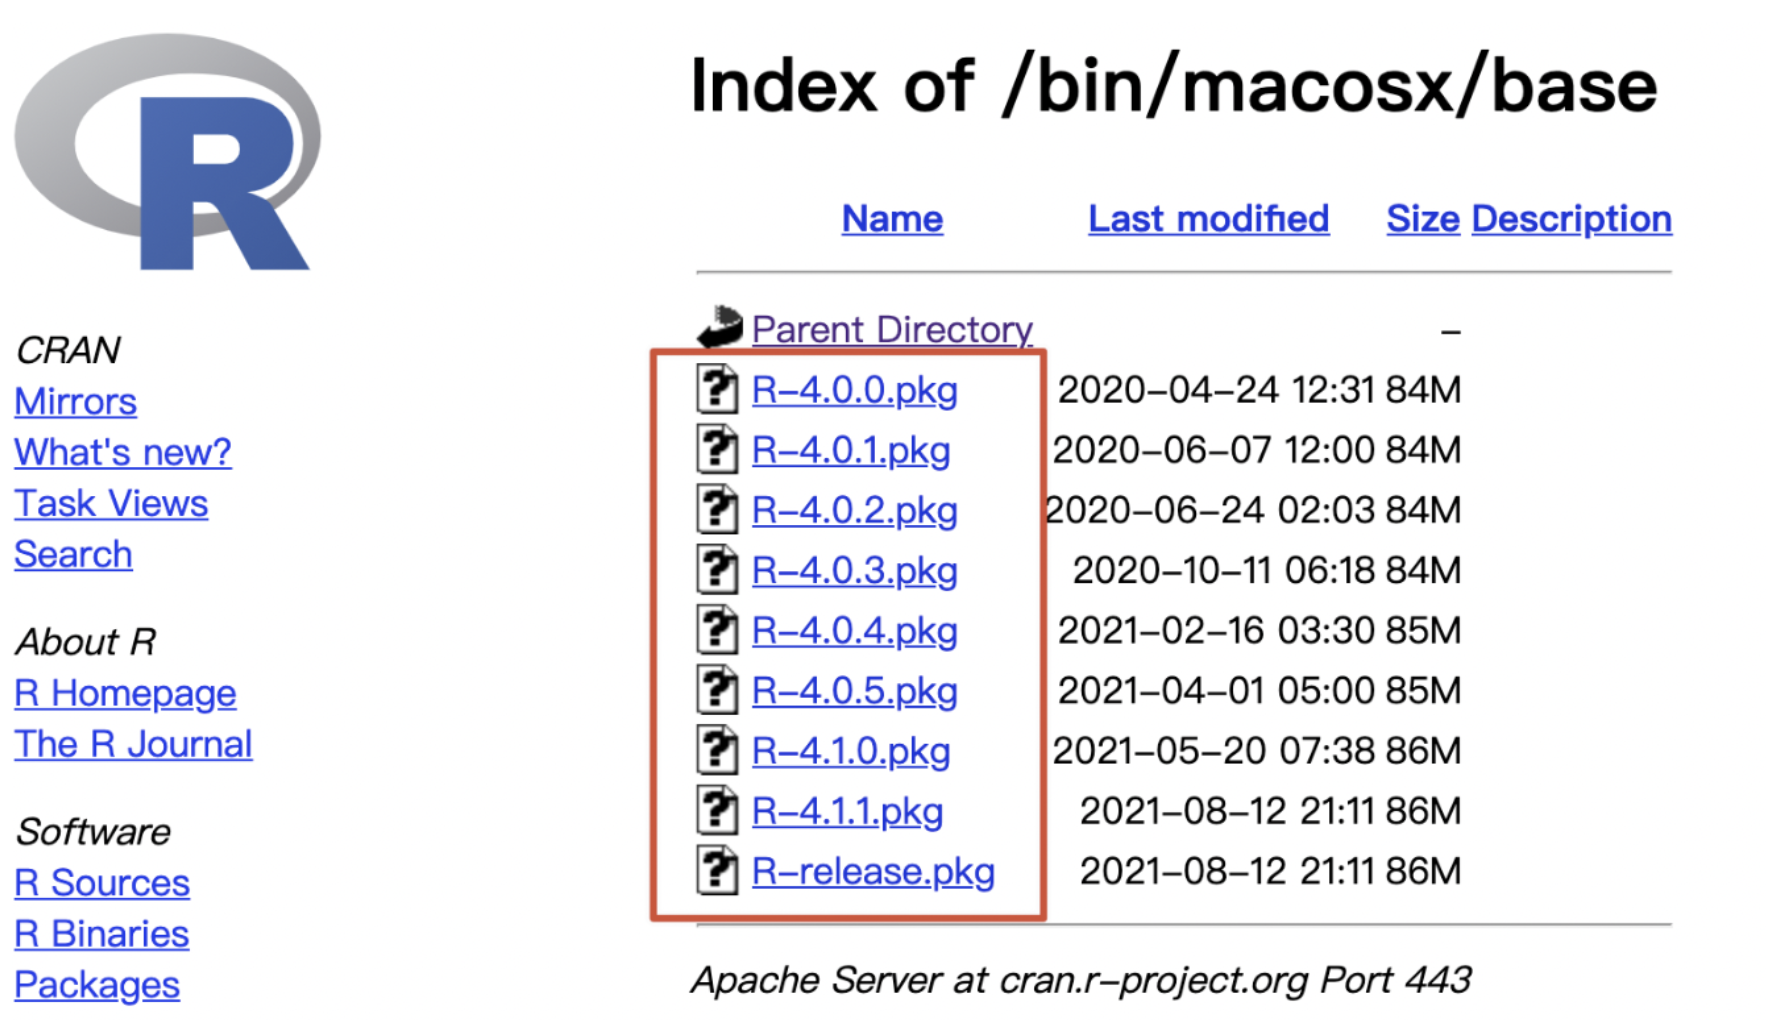 R
CRAN
Mirrors
What's new?
Task Views
Search
About R
R Homepage
The R Journal
Software
R Sources
R Binaries
Packages
Index of /bin/macosx/base
Name Last modified Size Description
Parent Directory –
R–4.0.0.pkg 2020–04–24 12:31 84M
R–4.0.1.pkg 2020–06–07 12:00 84M
R–4.0.2.pkg 2020–06–24 02:03 84M
R–4.0.3.pkg 2020–10–11 06:18 84M
R–4.0.4.pkg 2021–02–16 03:30 85M
R–4.0.5.pkg 2021–04–01 05:00 85M
R–4.1.0.pkg 2021–05–20 07:38 86M
R–4.1.1.pkg 2021–08–12 21:11 86M
R–release.pkg 2021–08–12 21:11 86M
Apache Server at cran.r–project.org Port 443